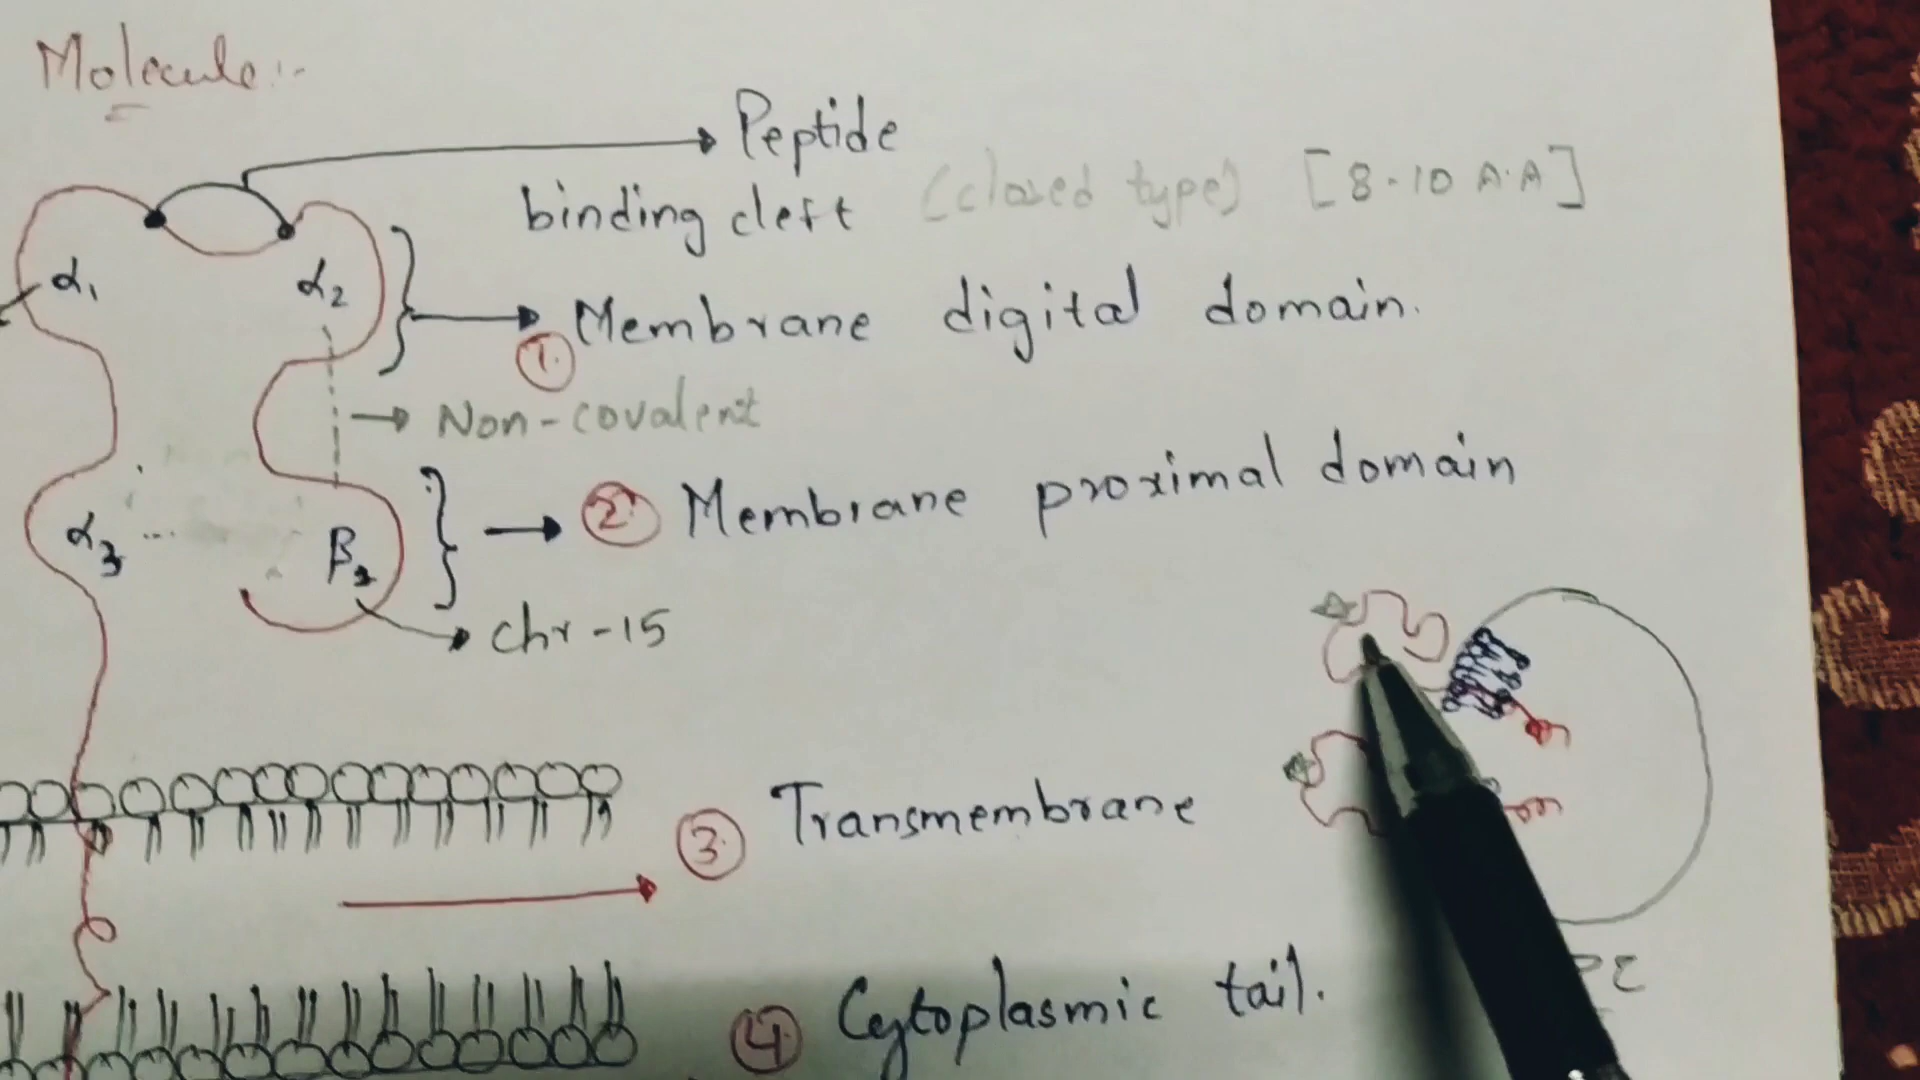 Molecule:-
Peptide
binding cleft (closed type) [8-10 A.A]
α1
α2
① Membrane digital domain.
Non-covalent
② Membrane proximal domain
α3
β2
chr-15
③ Transmembrane
④ Cytoplasmic tail.